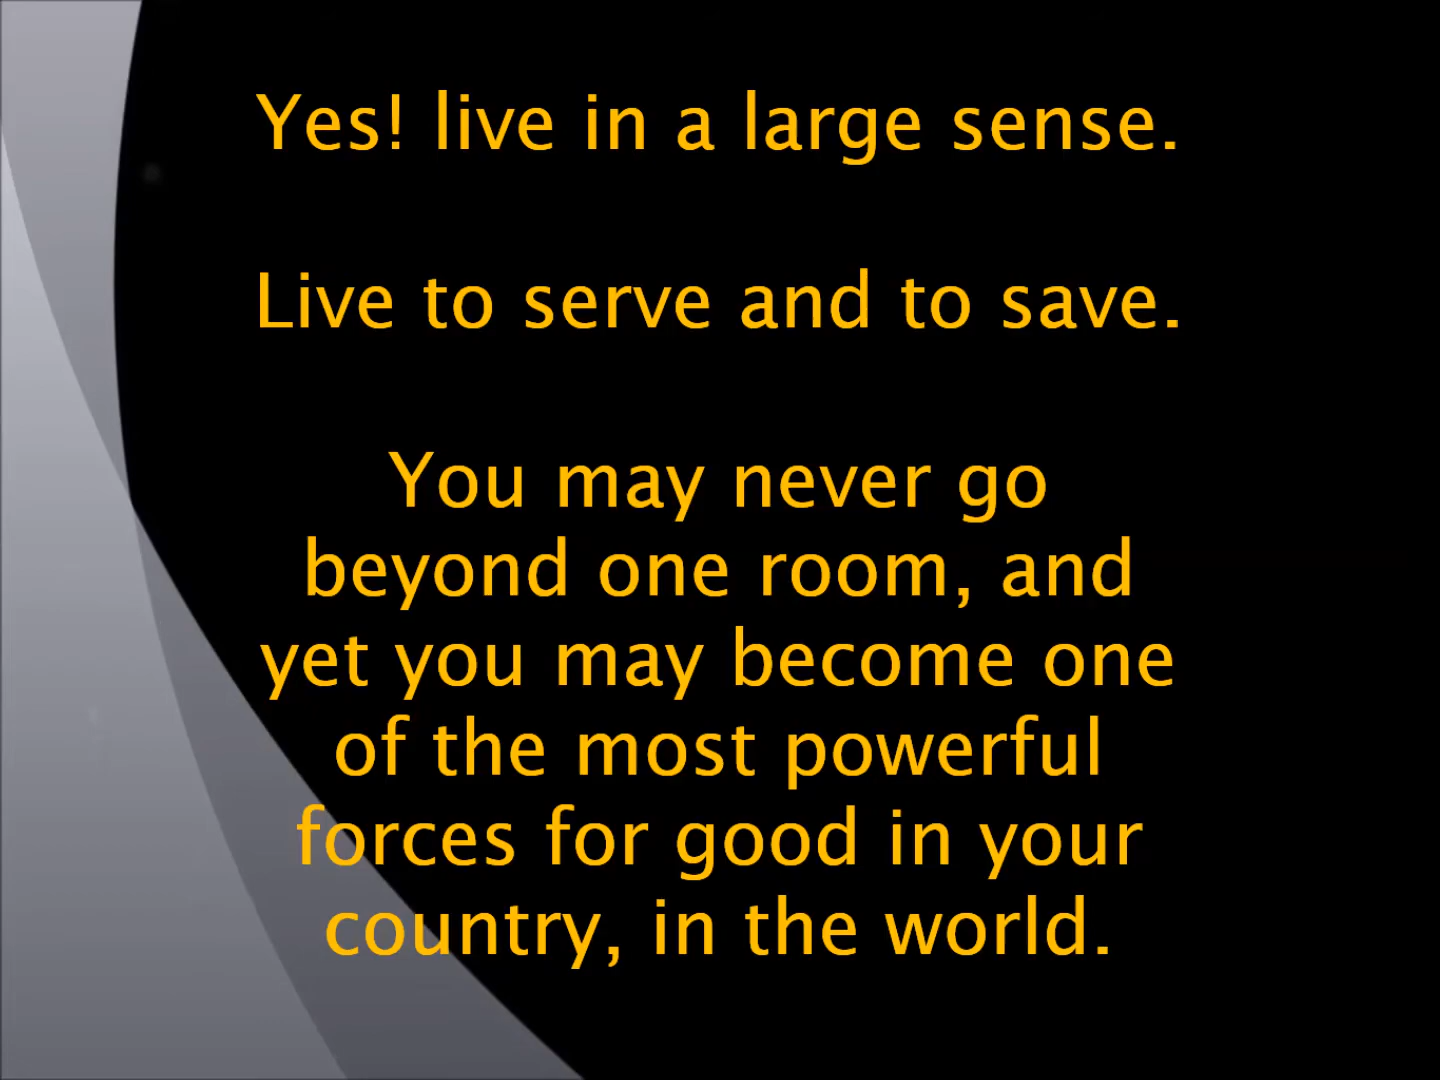 Yes! live in a large sense.
Live to serve and to save.
You may never go
beyond one room, and
yet you may become one
of the most powerful
forces for good in your
country, in the world.